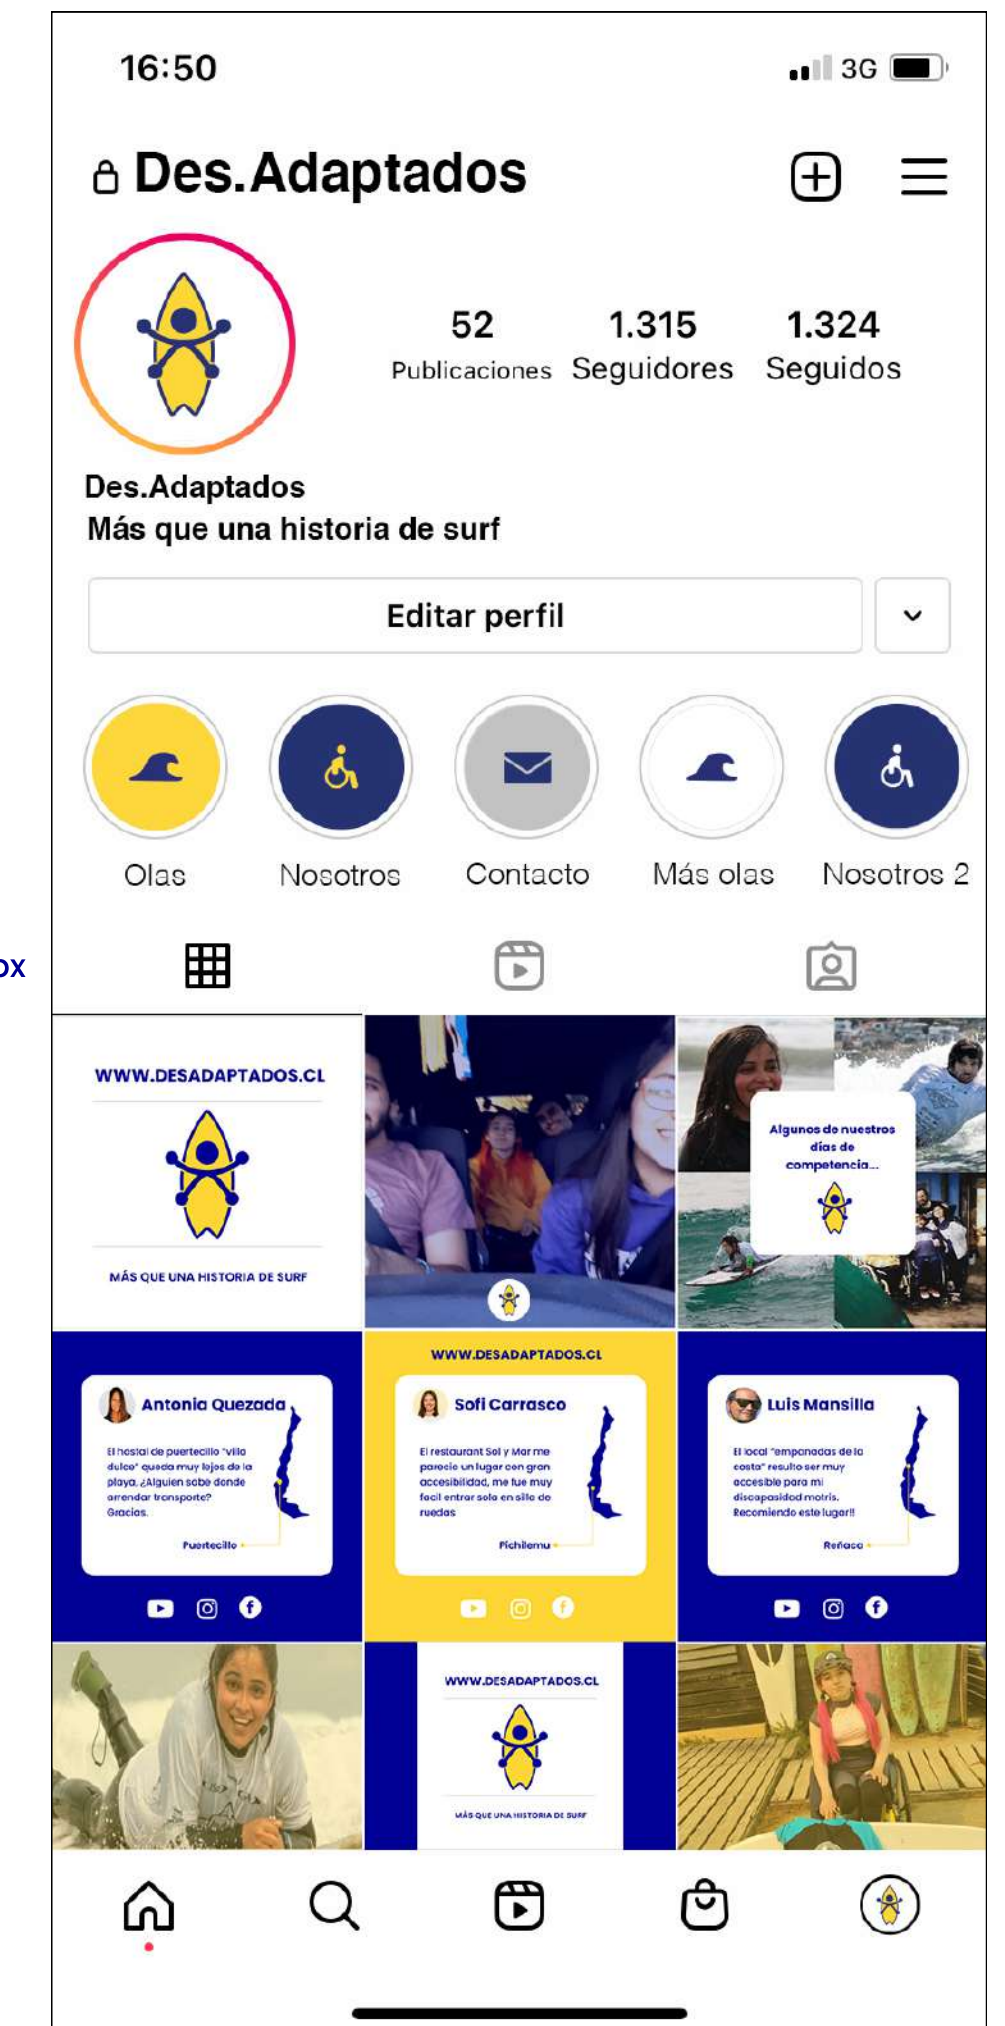 16:50
3G
Des.Adaptados
52
1.315
1.324
Publicaciones
Seguidores
Seguidos
Des.Adaptados
Más que una historia de surf
Editar perfil
Olas
Nosotros
Contacto
Más olas
Nosotros 2
ox
WWW.DESADAPTADOS.CL
MÁS QUE UNA HISTORIA DE SURF
Algunos de nuestros
días de
competencia...
Antonia Quezada
El hostal de puertecillo "villa
dulce" queda muy lejos de la
playa, ¿Alguien sabe donde
arrendar transporte?
Gracias.
Puertecillo
WWW.DESADAPTADOS.CL
Sofi Carrasco
El restaurant Sol y Mar me
parecio un lugar con gran
accesibilidad, me fue muy
facil entrar sola en silla de
ruedas
Pichilemu
Luis Mansilla
El local "empanadas de la
costa" resulto ser muy
accesible para mi
discapasidad motris.
Recomiendo este lugar!!
Reñaca
WWW.DESADAPTADOS.CL
MÁS QUE UNA HISTORIA DE SURF